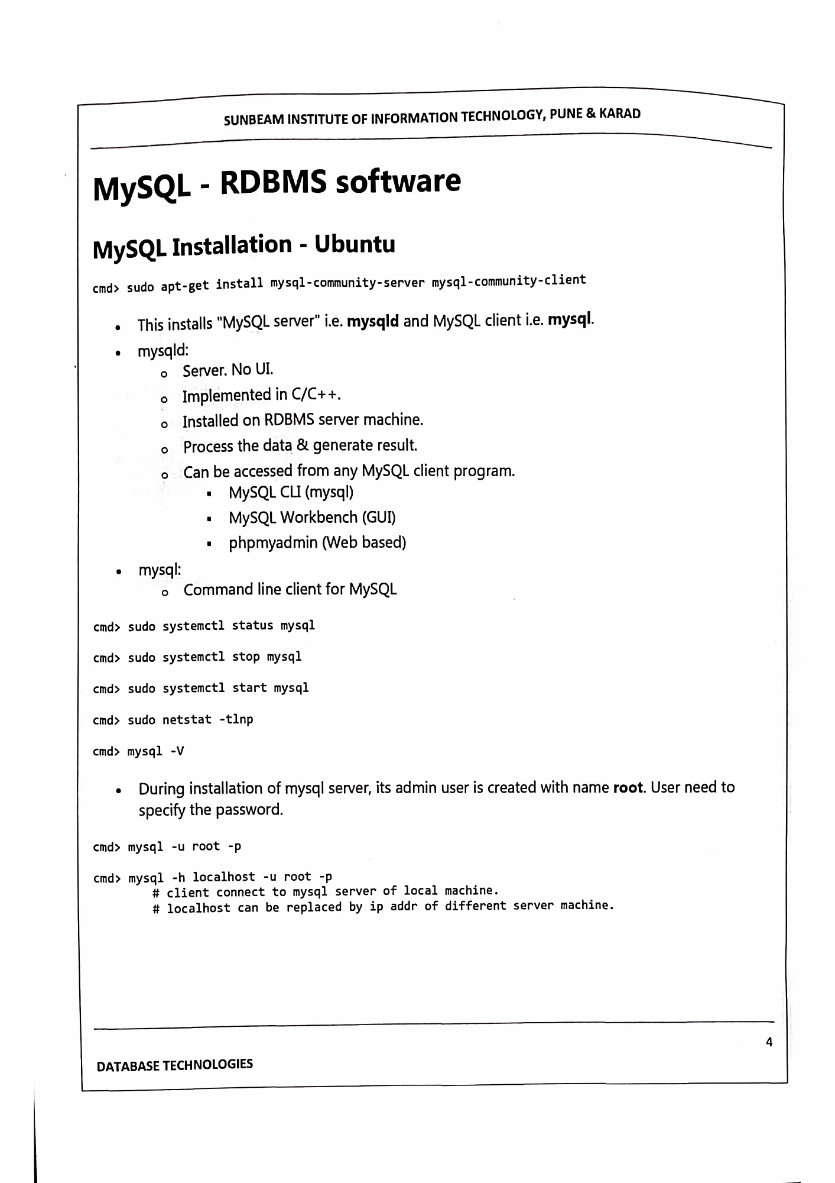 SUNBEAM INSTITUTE OF INFORMATION TECHNOLOGY, PUNE & KARAD
MySQL - RDBMS software
MySQL Installation - Ubuntu
cmd> sudo apt-get install mysql-community-server mysql-community-client
• This installs "MySQL server" i.e. mysqld and MySQL client i.e. mysql.
• mysqld:
o Server. No UI.
o Implemented in C/C++.
o Installed on RDBMS server machine.
o Process the data & generate result.
o Can be accessed from any MySQL client program.
▪ MySQL CLI (mysql)
▪ MySQL Workbench (GUI)
▪ phpmyadmin (Web based)
• mysql:
o Command line client for MySQL
cmd> sudo systemctl status mysql
cmd> sudo systemctl stop mysql
cmd> sudo systemctl start mysql
cmd> sudo netstat -tlnp
cmd> mysql -V
• During installation of mysql server, its admin user is created with name root. User need to
specify the password.
cmd> mysql -u root -p
cmd> mysql -h localhost -u root -p
# client connect to mysql server of local machine.
# localhost can be replaced by ip addr of different server machine.
4
DATABASE TECHNOLOGIES